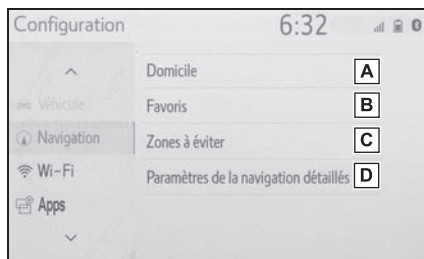 Configuration 6:32
Domicile A
Véhicule
Favoris B
Navigation
Zones à éviter C
Wi-Fi
Paramètres de la navigation détaillés D
Apps